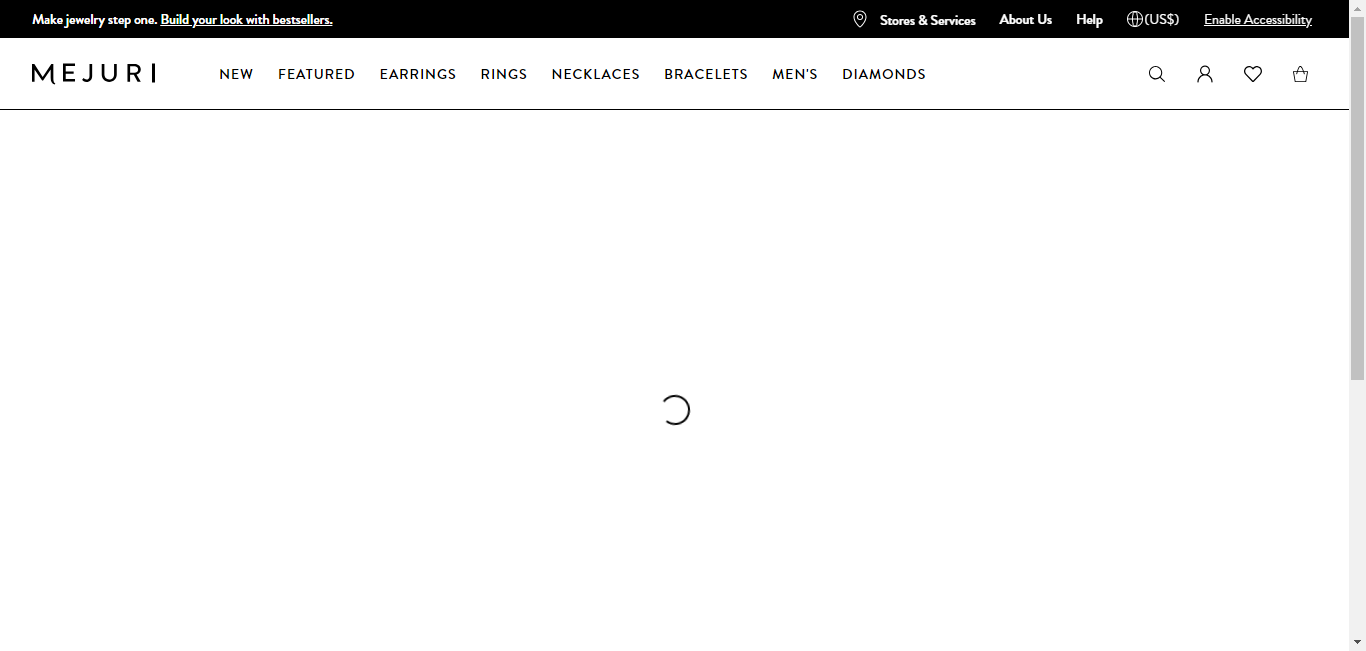 Make jewelry step one. Build your look with bestsellers.
Stores & Services About Us Help (US$) Enable Accessibility
MEJURI NEW FEATURED EARRINGS RINGS NECKLACES BRACELETS MEN'S DIAMONDS